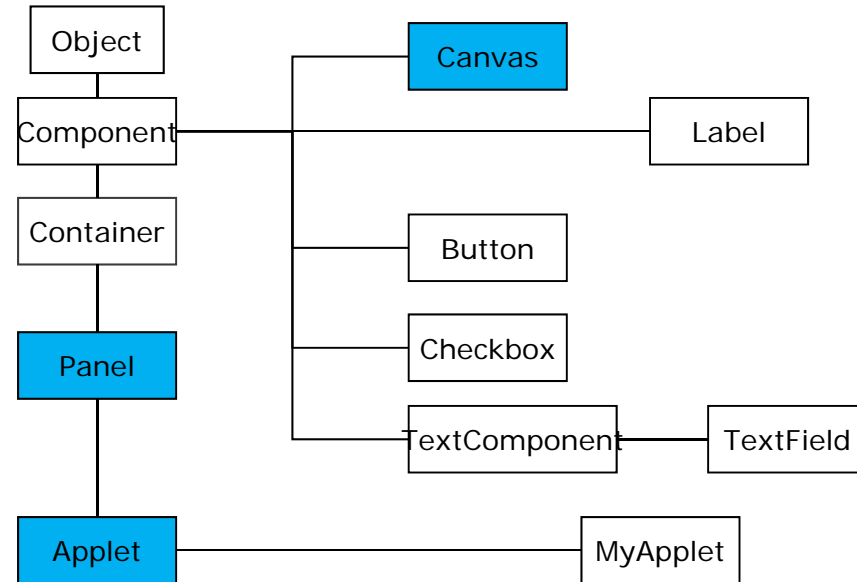 Object
Canvas
Component
Label
Container
Button
Checkbox
Panel
TextComponent
TextField
Applet
MyApplet